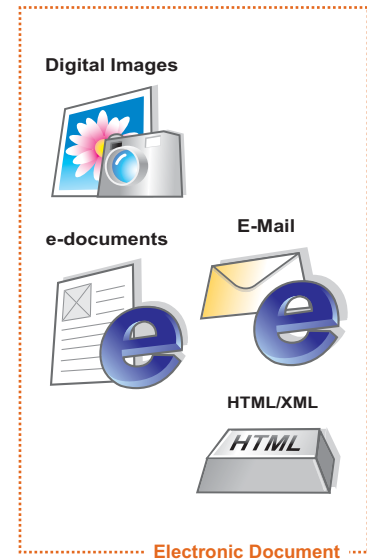 Digital Images
e-documents
E-Mail
e
e
HTML/XML
HTML
Electronic Document